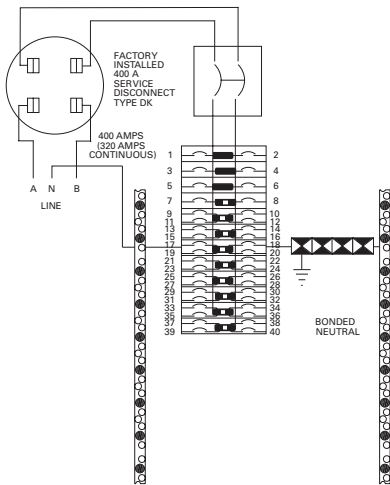 FACTORY
INSTALLED
400 A
SERVICE
DISCONNECT
TYPE DK
400 AMPS
(320 AMPS
CONTINUOUS)
A N B
LINE
1 2
3 4
5 6
7 8
9 10
11 12
13 14
15 16
17 18
19 20
21 22
23 24
25 26
27 28
29 30
31 32
33 34
35 36
37 38
39 40
BONDED
NEUTRAL